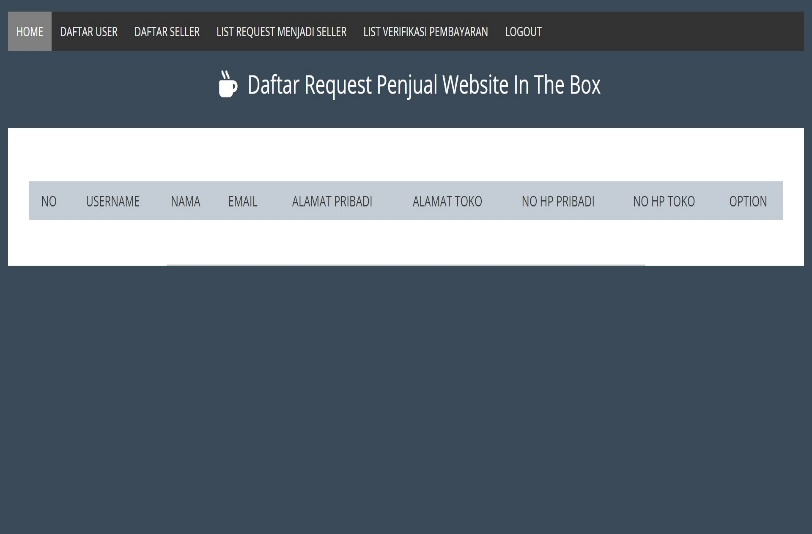 HOME DAFTAR USER DAFTAR SELLER LIST REQUEST MENJADI SELLER LIST VERIFIKASI PEMBAYARAN LOGOUT
Daftar Request Penjual Website In The Box
NO USERNAME NAMA EMAIL ALAMAT PRIBADI ALAMAT TOKO NO HP PRIBADI NO HP TOKO OPTION